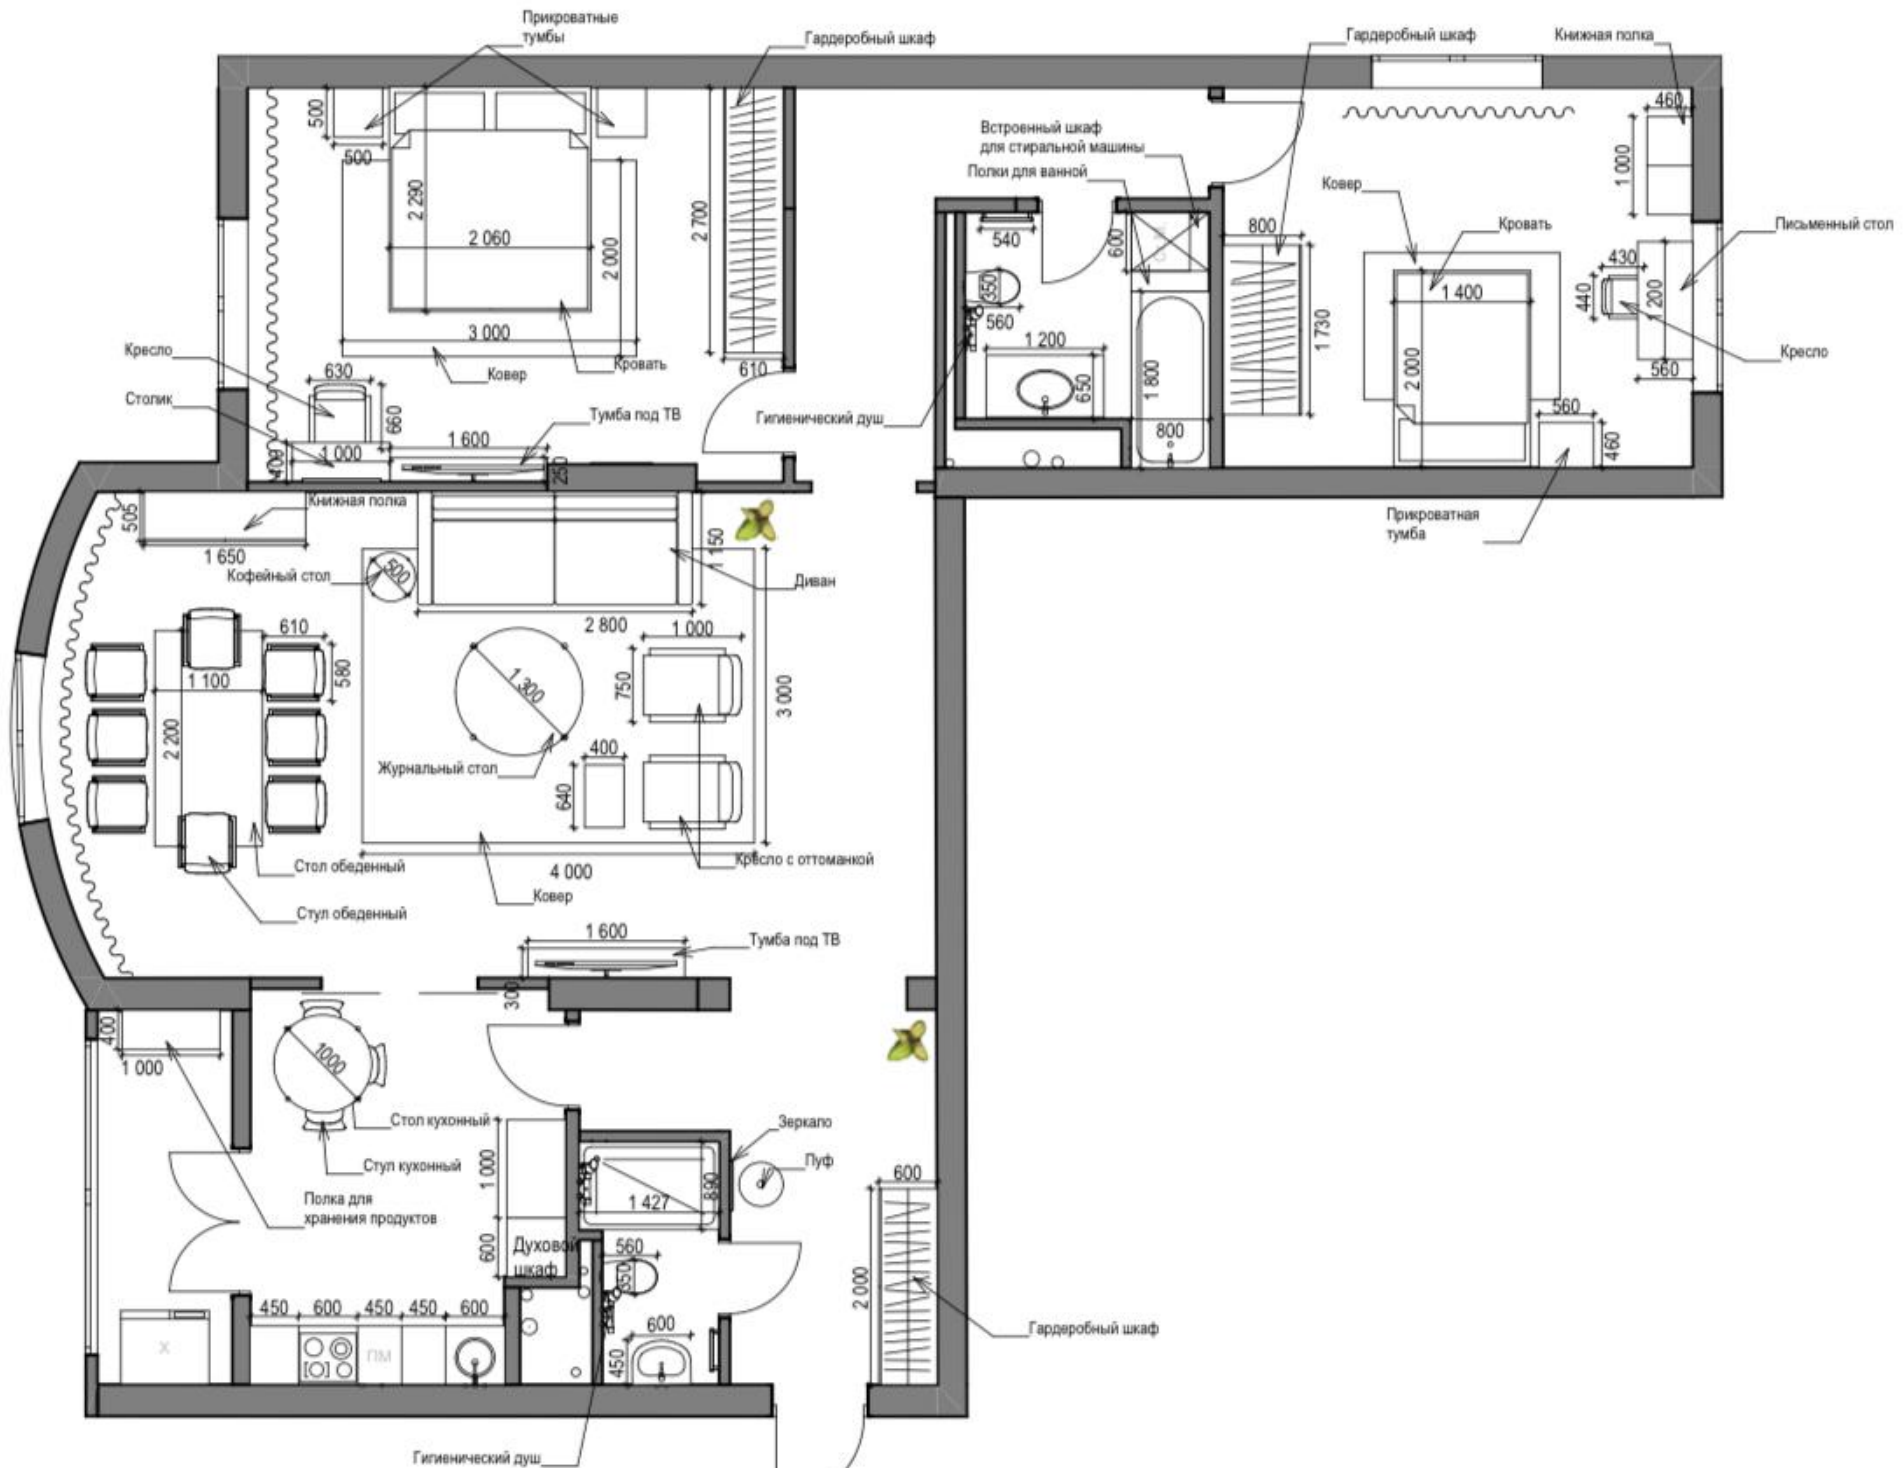 Прикроватные
тумбы
Гардеробный шкаф
Гардеробный шкаф
Книжная полка
500
500
2 290
2 060
2 000
3 000
2 700
610
Встроенный шкаф
для стиральной машины
Полки для ванной
460
1 000
Ковер
Кровать
Письменный стол
540
600
350
560
1 200
650
1 800
800
800
1 730
1 400
2 000
430
440
1 200
560
Кресло
560
460
Кресло
Столик
630
660
Ковер
Кровать
Тумба под ТВ
Гигиенический душ
400
1 000
1 600
250
Прикроватная
тумба
505
Книжная полка
1 650
Кофейный стол
500
1 150
Диван
2 800
1 000
610
580
1 100
2 200
1 300
750
3 000
400
640
Журнальный стол
Кресло с оттоманкой
4 000
Стол обеденный
Ковер
Стул обеденный
1 600
Тумба под ТВ
300
400
1 000
1000
Стол кухонный
Стул кухонный
Полка для
хранения продуктов
1 000
600
Духовой
шкаф
Зеркало
Пуф
1 427
890
560
350
600
450
600
2 000
Гардеробный шкаф
450
600
450
450
600
Х
ПМ
Гигиенический душ